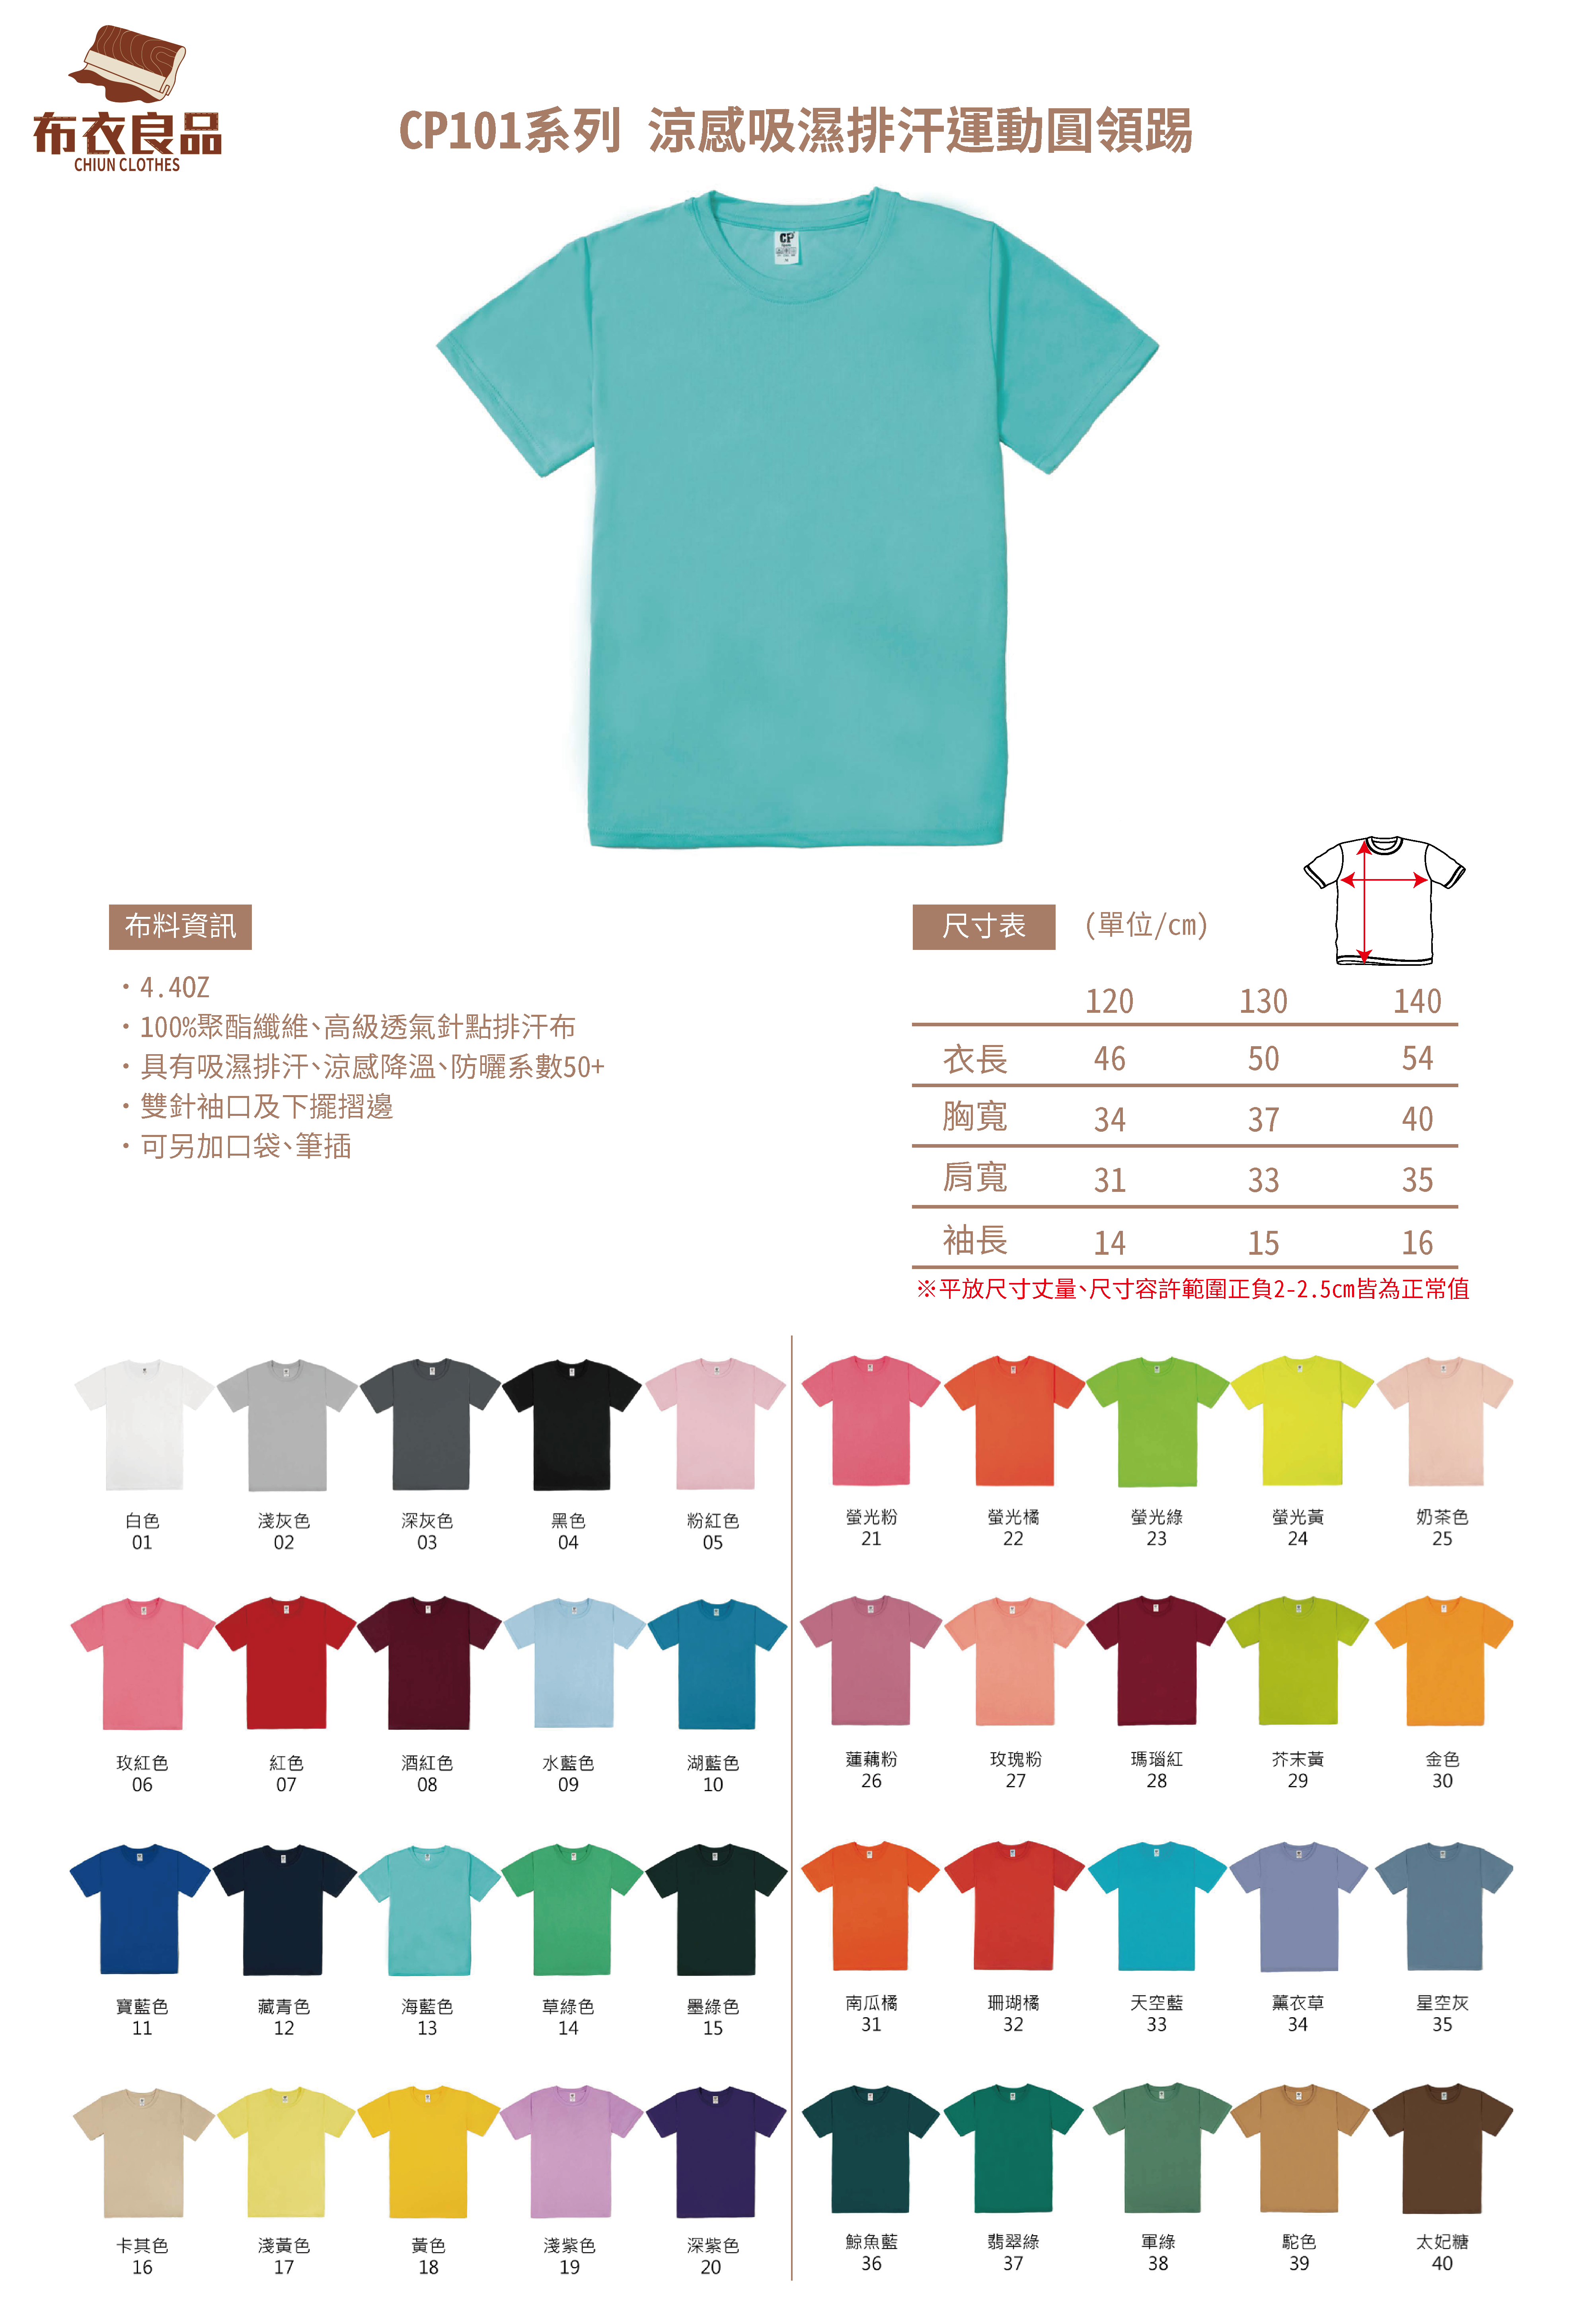 布衣良品
CHIUN CLOTHES
CP101系列 涼感吸濕排汗運動圓領踢
CP
布料資訊
・4.4OZ
・100%聚酯纖維、高級透氣針點排汗布
・具有吸濕排汗、涼感降溫、防曬系數50+
・雙針袖口及下擺摺邊
・可另加口袋、筆插
尺寸表 (單位/cm)
120 130 140
衣長 46 50 54
胸寬 34 37 40
肩寬 31 33 35
袖長 14 15 16
※平放尺寸丈量、尺寸容許範圍正負2-2.5cm皆為正常值
白色 淺灰色 深灰色 黑色 粉紅色
01 02 03 04 05
玫紅色 紅色 酒紅色 水藍色 湖藍色
06 07 08 09 10
寶藍色 藏青色 海藍色 草綠色 墨綠色
11 12 13 14 15
卡其色 淺黃色 黃色 淺紫色 深紫色
16 17 18 19 20
螢光粉 螢光橘 螢光綠 螢光黃 奶茶色
21 22 23 24 25
蓮藕粉 玫瑰粉 瑪瑙紅 芥末黃 金色
26 27 28 29 30
南瓜橘 珊瑚橘 天空藍 薰衣草 星空灰
31 32 33 34 35
鯨魚藍 翡翠綠 軍綠 駝色 太妃糖
36 37 38 39 40